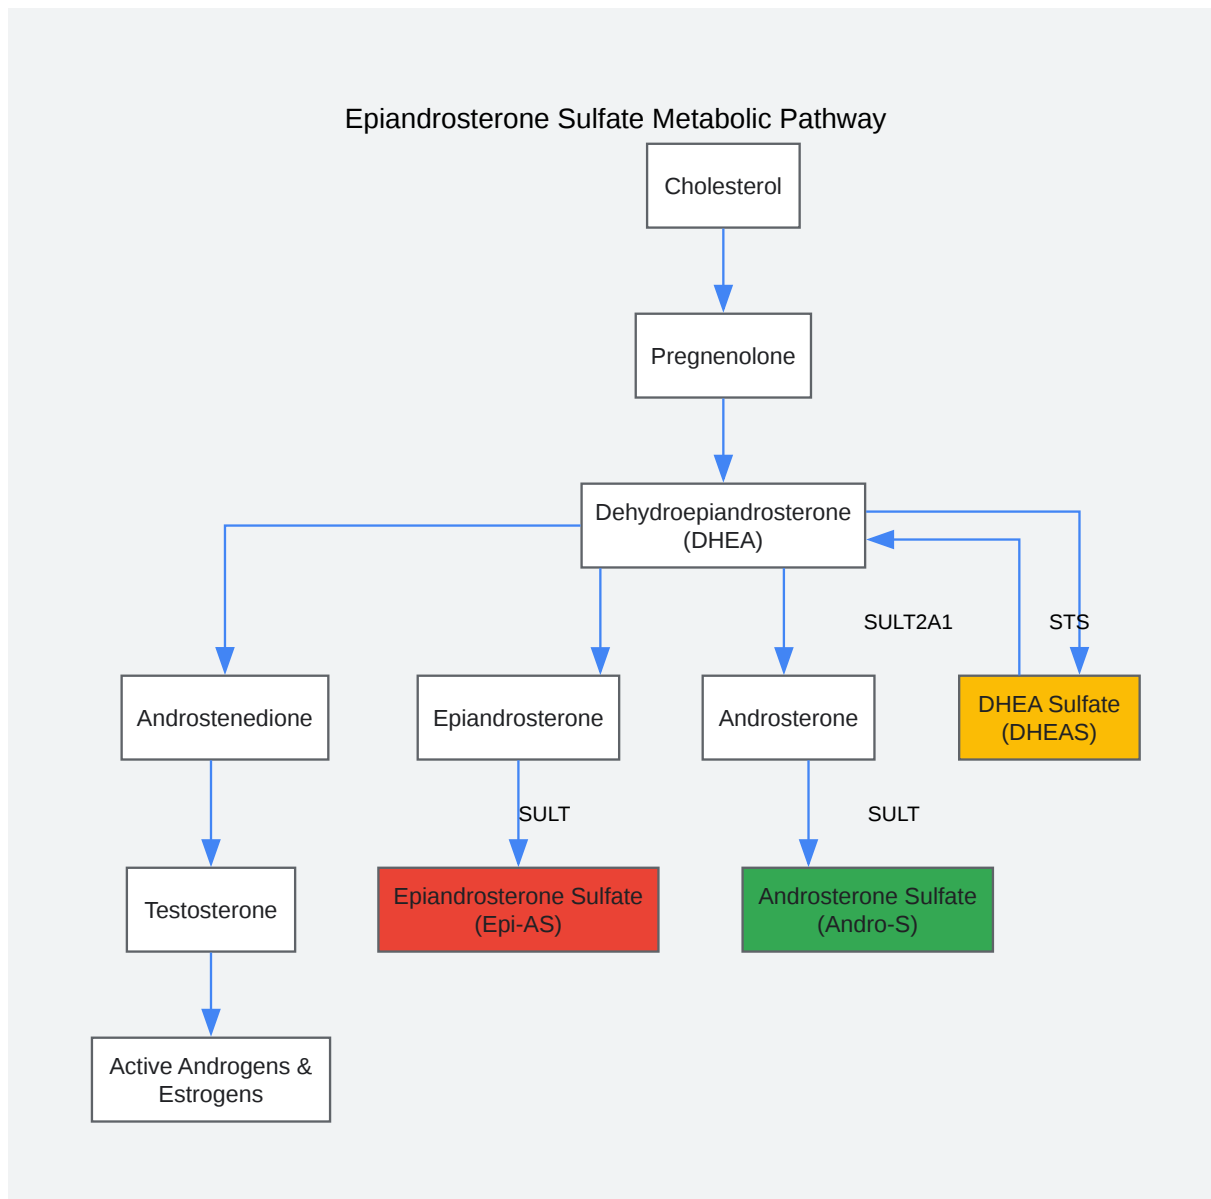 Epiandrosterone Sulfate Metabolic Pathway
Cholesterol
Pregnenolone
Dehydroepiandrosterone
(DHEA)
SULT2A1
STS
Androstenedione
Epiandrosterone
Androsterone
DHEA Sulfate
(DHEAS)
SULT
SULT
Testosterone
Epiandrosterone Sulfate
(Epi-AS)
Androsterone Sulfate
(Andro-S)
Active Androgens &
Estrogens